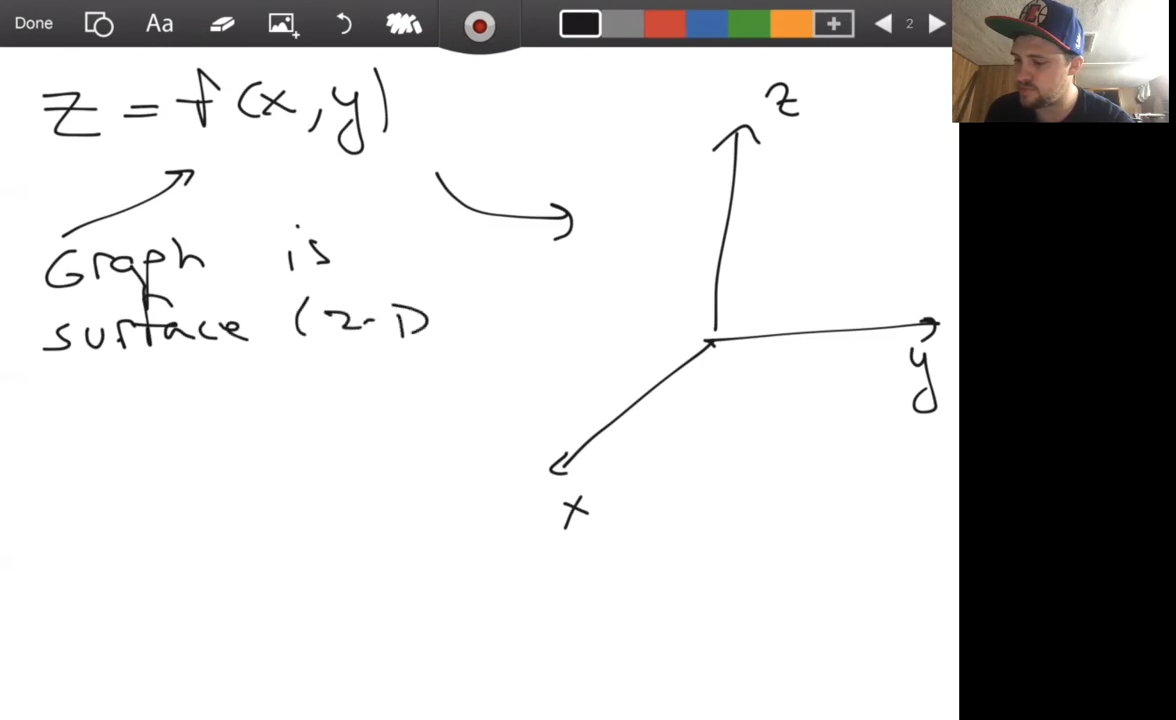 Done Aa 2
z = f(x,y)
Graph is
surface (2-D
z
y
x